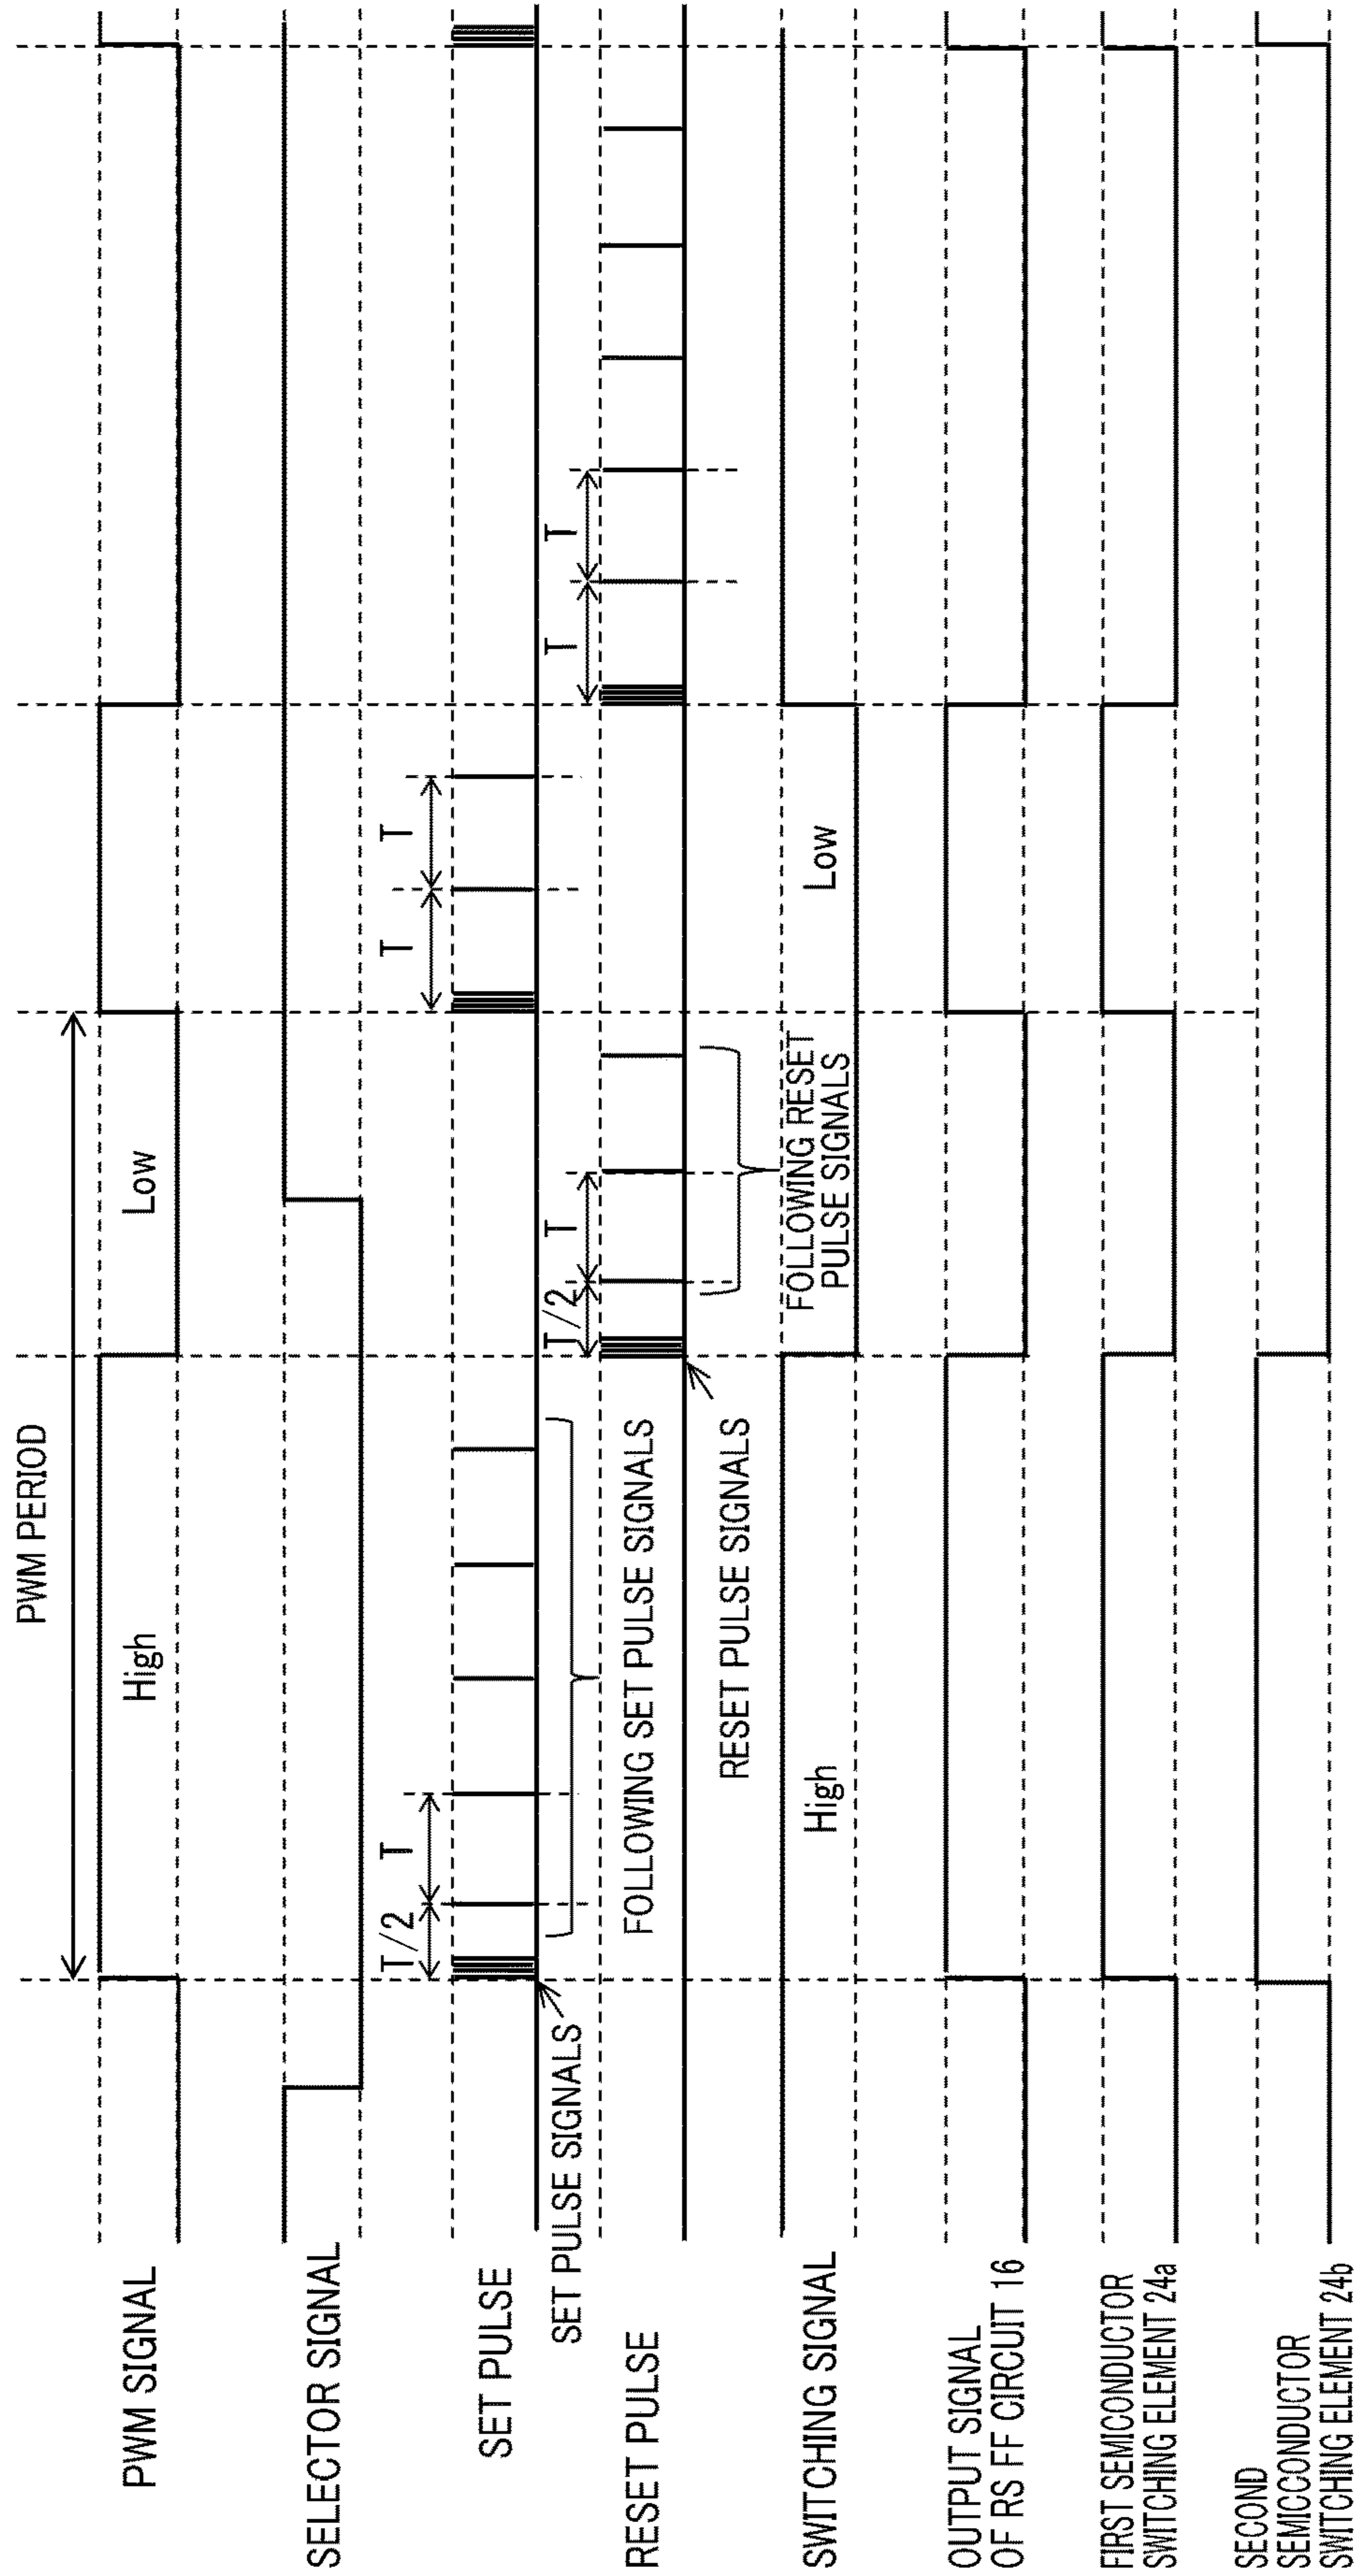 PWM PERIOD
PWM SIGNAL
High
Low
SELECTOR SIGNAL
T/2
T
T
T
SET PULSE
SET PULSE SIGNALS
FOLLOWING SET PULSE SIGNALS
T/2
T
T
T
RESET PULSE
RESET PULSE SIGNALS
FOLLOWING RESET
PULSE SIGNALS
SWITCHING SIGNAL
High
Low
OUTPUT SIGNAL
OF RS FF CIRCUIT 16
FIRST SEMICONDUCTOR
SWITCHING ELEMENT 24a
SECOND
SEMICCONDUCTOR
SWITCHING ELEMENT 24b